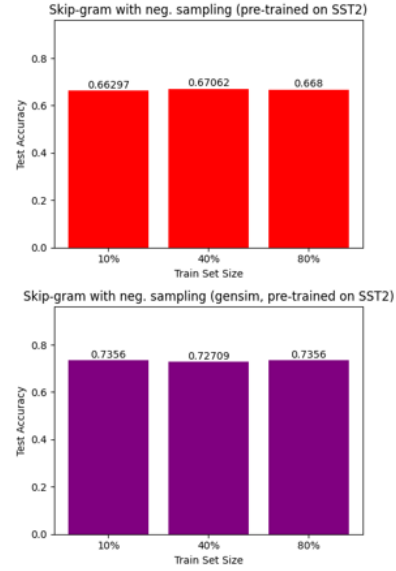 Skip-gram with neg. sampling (pre-trained on SST2)
0.8
0.6
0.4
0.2
0.0
Test Accuracy
0.66297 0.67062 0.668
10% 40% 80%
Train Set Size
Skip-gram with neg. sampling (gensim, pre-trained on SST2)
0.8
0.6
0.4
0.2
0.0
Test Accuracy
0.7356 0.72709 0.7356
10% 40% 80%
Train Set Size